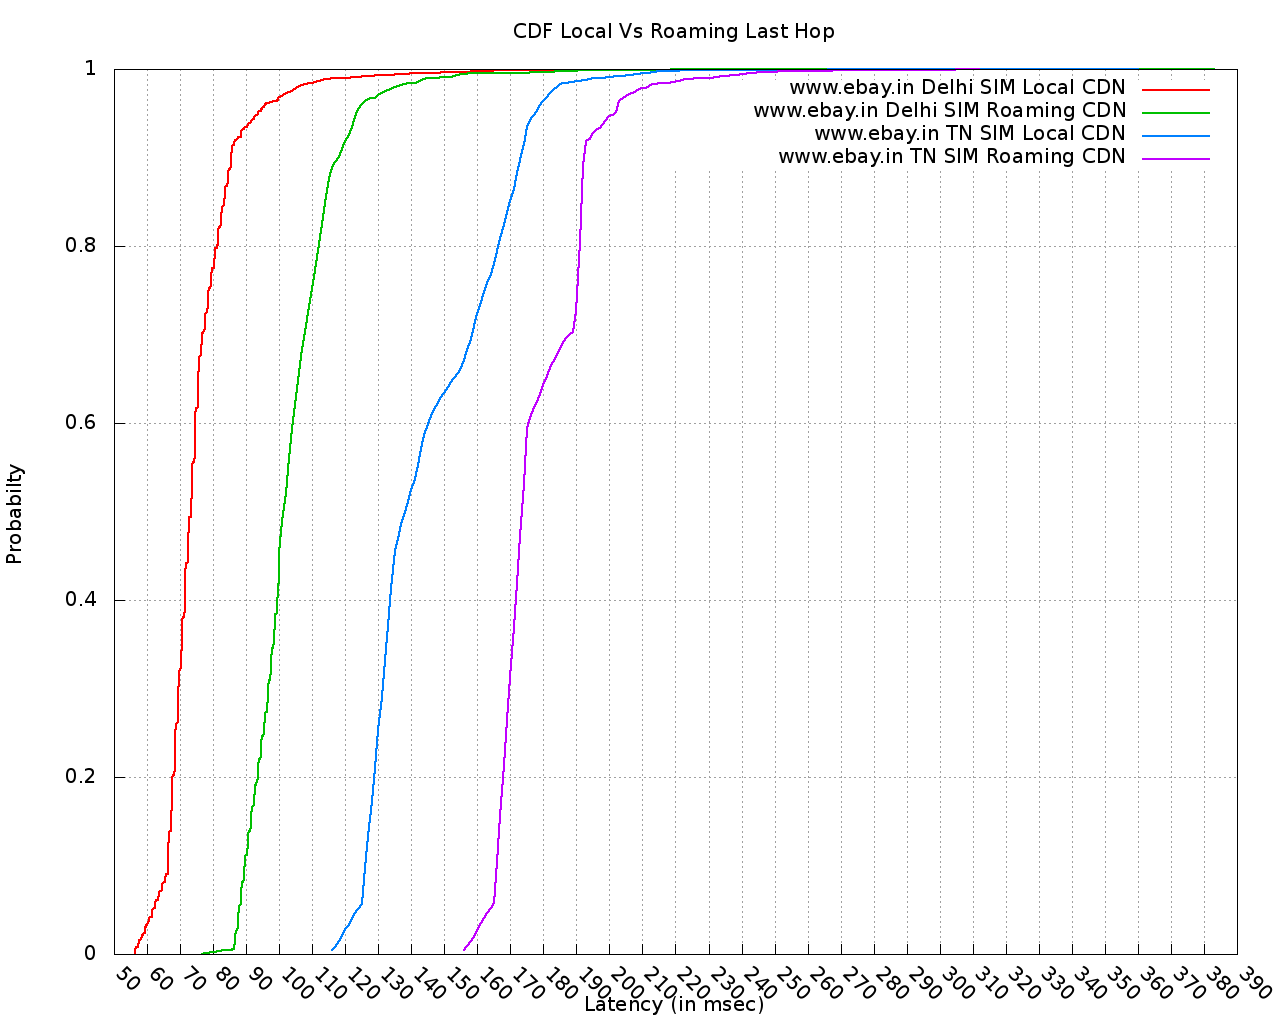 CDF Local Vs Roaming Last Hop
1
www.ebay.in Delhi SIM Local CDN
www.ebay.in Delhi SIM Roaming CDN
www.ebay.in TN SIM Local CDN
www.ebay.in TN SIM Roaming CDN
0.8
0.6
Probabilty
0.4
0.2
0
50 60 70 80 90 100 110 120 130 140 150 160 170 180 190 200 210 220 230 240 250 260 270 280 290 300 310 320 330 340 350 360 370 380 390
Latency (in msec)